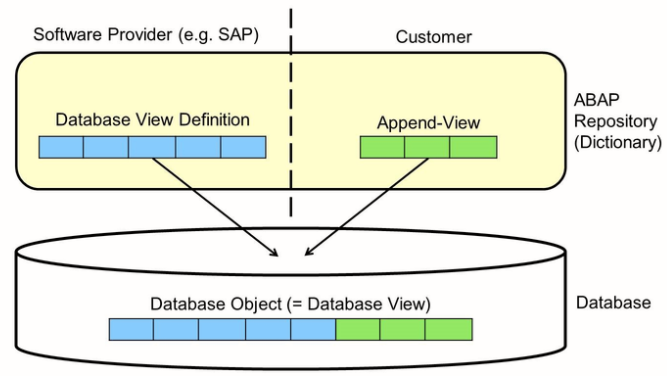 Software Provider (e.g. SAP)
Customer
Database View Definition
Append-View
ABAP
Repository
(Dictionary)
Database Object (= Database View)
Database